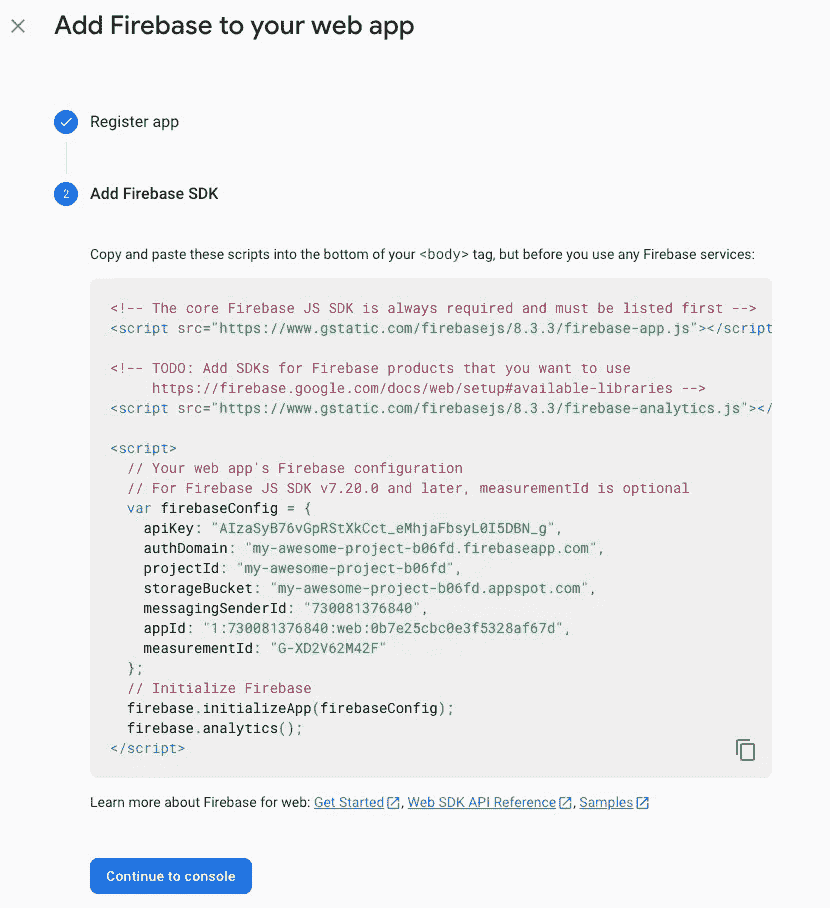 Add Firebase to your web app
Register app
2 Add Firebase SDK
Copy and paste these scripts into the bottom of your <body> tag, but before you use any Firebase services:
<!-- The core Firebase JS SDK is always required and must be listed first -->
<script src="https://www.gstatic.com/firebasejs/8.3.3/firebase-app.js"></script
<!-- TODO: Add SDKs for Firebase products that you want to use
https://firebase.google.com/docs/web/setup#available-libraries -->
<script src="https://www.gstatic.com/firebasejs/8.3.3/firebase-analytics.js"></
<script>
// Your web app's Firebase configuration
// For Firebase JS SDK v7.20.0 and later, measurementId is optional
var firebaseConfig = {
apiKey: "AIzaSyB76vGpRStXkCct_eMhjaFbsyL0I5DBN_g",
authDomain: "my-awesome-project-b06fd.firebaseapp.com",
projectId: "my-awesome-project-b06fd",
storageBucket: "my-awesome-project-b06fd.appspot.com",
messagingSenderId: "730081376840",
appId: "1:730081376840:web:0b7e25cbc0e3f5328af67d",
measurementId: "G-XD2V62M42F"
};
// Initialize Firebase
firebase.initializeApp(firebaseConfig);
firebase.analytics();
</script>
Learn more about Firebase for web: Get Started, Web SDK API Reference, Samples
Continue to console